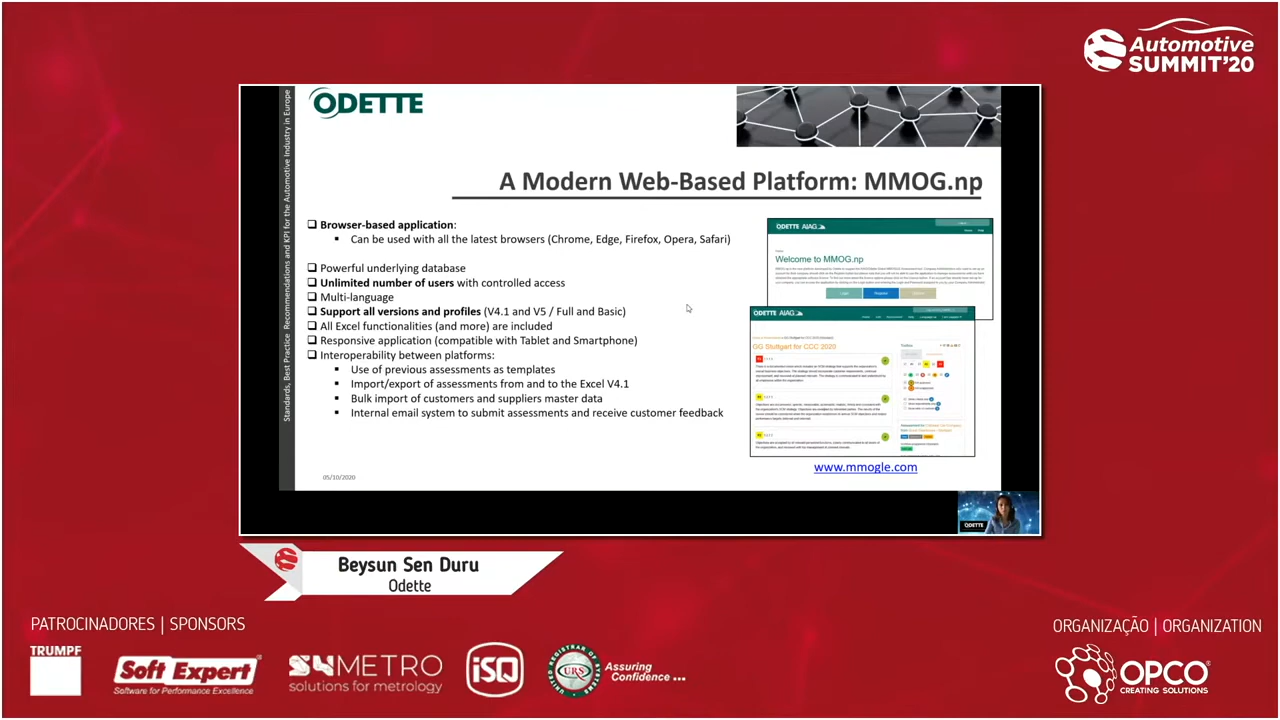 Automotive
SUMMIT'20
Standards, Best Practice Recommendations and KPI for the Automotive Industry in Europe
ODETTE
A Modern Web-Based Platform: MMOG.np
Browser-based application:
Can be used with all the latest browsers (Chrome, Edge, Firefox, Opera, Safari)
Powerful underlying database
Unlimited number of users with controlled access
Multi-language
Support all versions and profiles (V4.1 and V5 / Full and Basic)
All Excel functionalities (and more) are included
Responsive application (compatible with Tablet and Smartphone)
Interoperability between platforms:
Use of previous assessments as templates
Import/export of assessments from and to the Excel V4.1
Bulk import of customers and suppliers master data
Internal email system to submit assessments and receive customer feedback
ODETTE AIAG
Welcome to MMOG.np
Login Register
ODETTE AIAG
GG Stuttgart for CCC 2020
www.mmogle.com
05/10/2020
ODETTE
Beysun Sen Duru
Odette
PATROCINADORES | SPONSORS
TRUMPF
Soft Expert
Software for Performance Excellence
S4METRO
solutions for metrology
iSQ
UNITED REGISTRAR OF SYSTEMS
URS
Assuring
Confidence ...
ORGANIZAÇÃO | ORGANIZATION
OPCO
CREATING SOLUTIONS